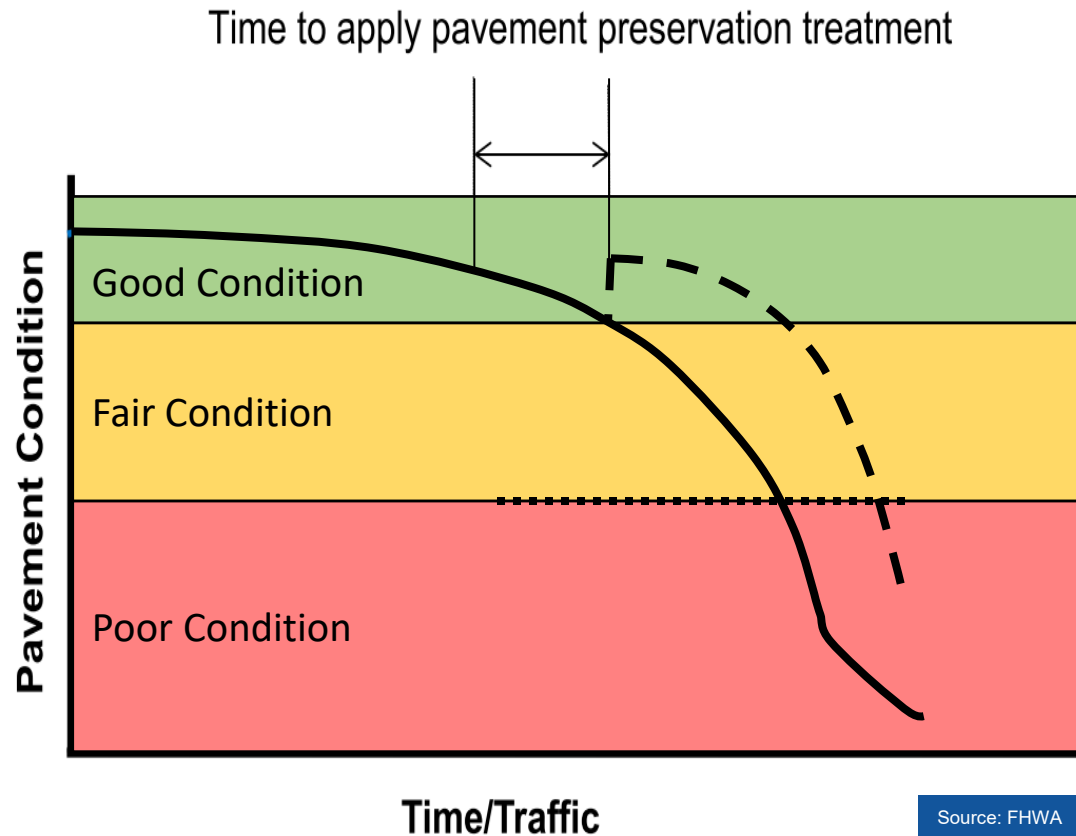 Time to apply pavement preservation treatment
Pavement Condition
Good Condition
Fair Condition
Poor Condition
Time/Traffic
Source: FHWA